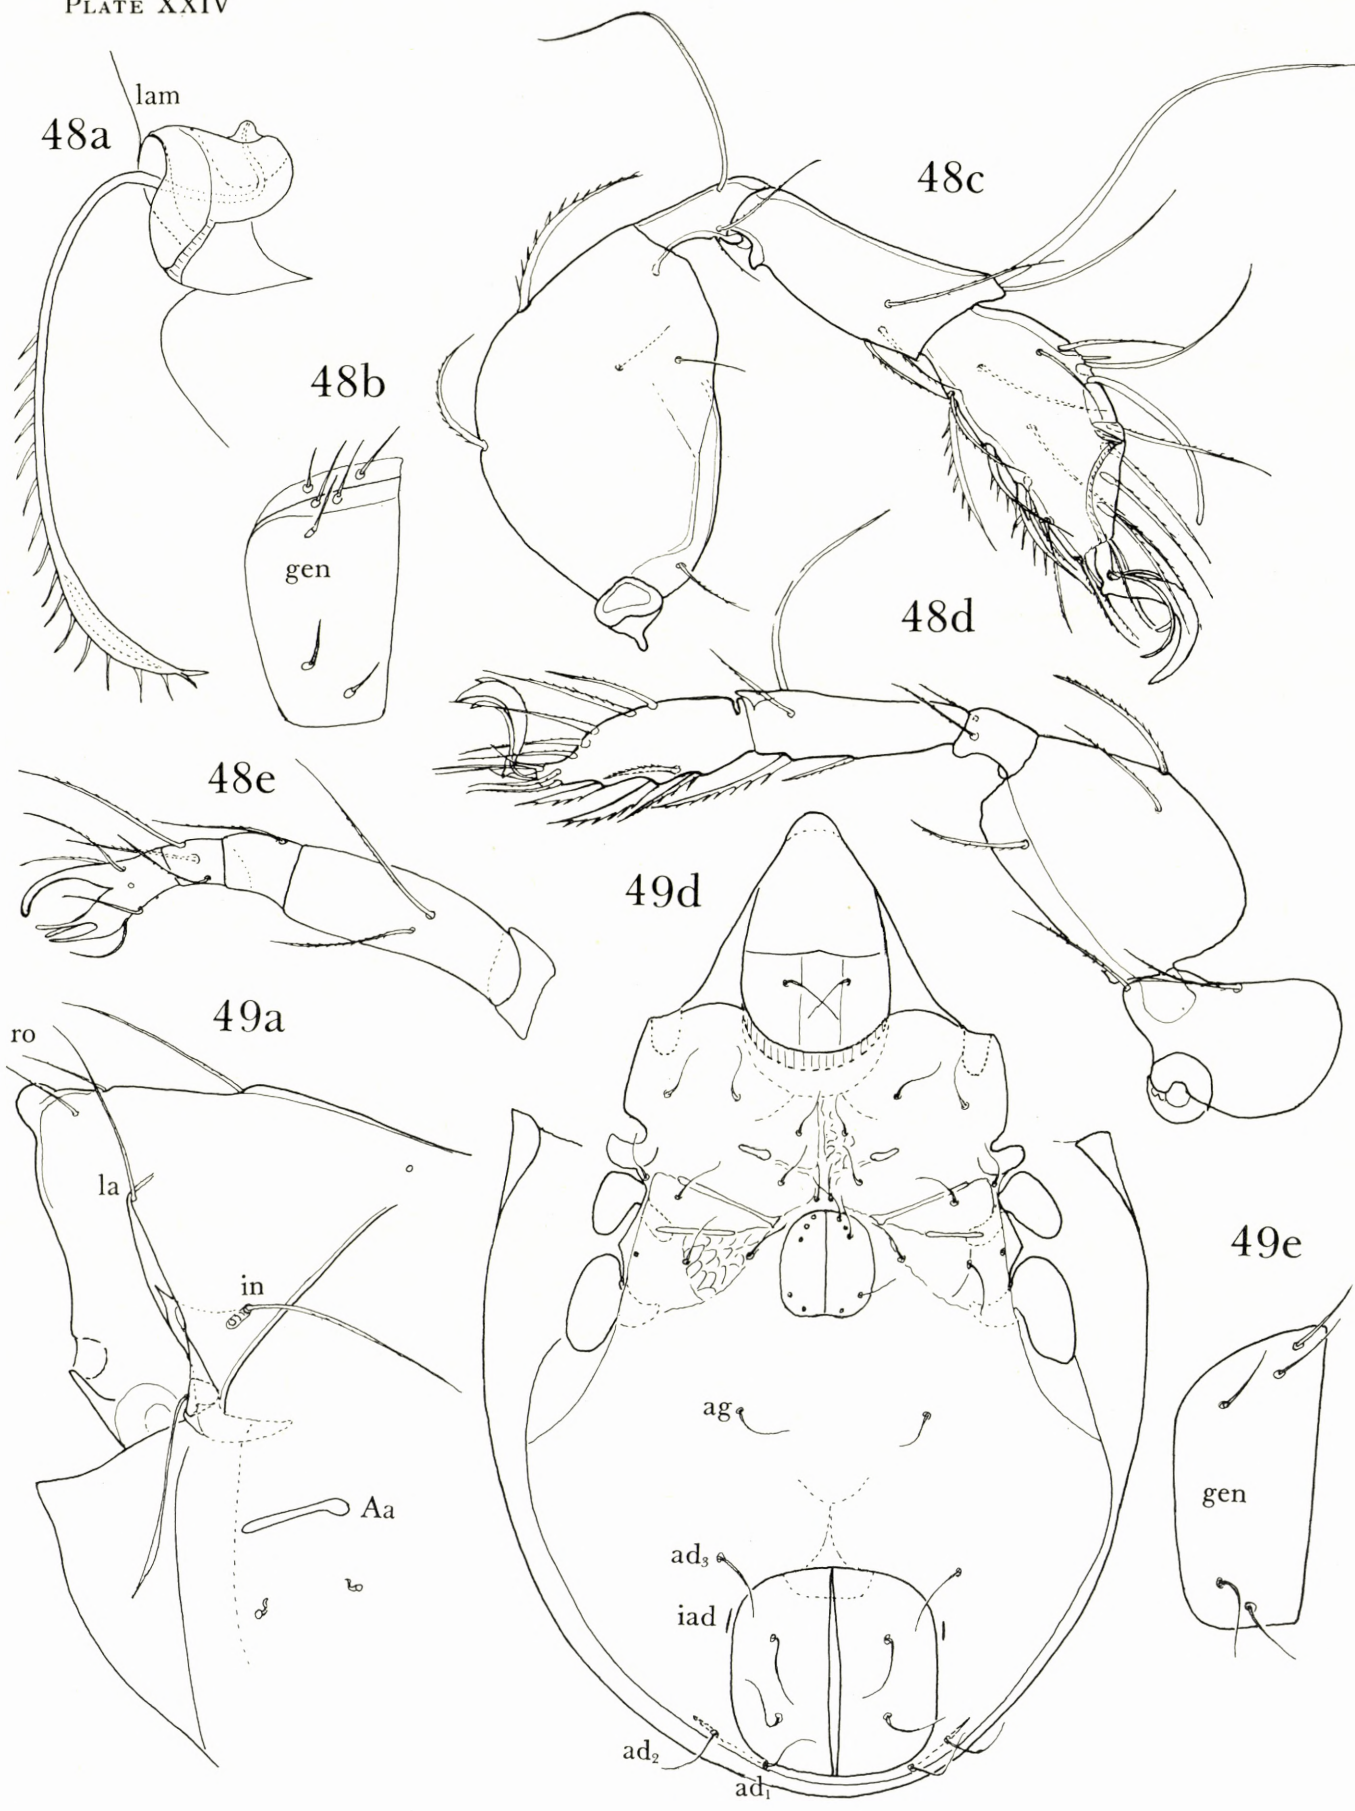 PLATE XXIV
lam
48a
48c
48b
gen
48d
48e
49d
49a
ro
la
in
49e
ag
Aa
gen
ad₃
iad
ad₂
ad₁